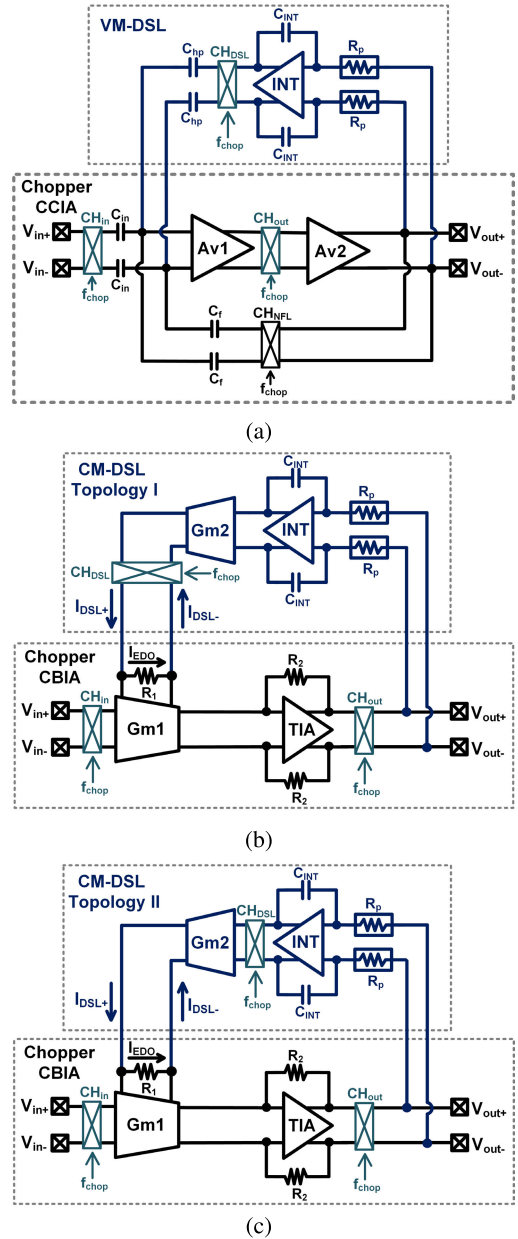 VM-DSL
C_INT
C_hp
CH_DSL
INT
R_p
C_hp
R_p
f_chop
C_INT
Chopper
CCIA
V_in+
CH_in
C_in
Av1
CH_out
Av2
V_out+
V_in-
C_in
V_out-
f_chop
f_chop
C_f
CH_NFL
C_f
f_chop
(a)
CM-DSL
Topology I
C_INT
Gm2
INT
R_p
R_p
CH_DSL
f_chop
C_INT
I_DSL+
I_DSL-
Chopper
CBIA
I_EDO
R_1
R_2
V_in+
CH_in
Gm1
TIA
CH_out
V_out+
V_in-
V_out-
f_chop
R_2
f_chop
(b)
CM-DSL
Topology II
C_INT
Gm2
CH_DSL
INT
R_p
R_p
f_chop
C_INT
I_DSL+
I_DSL-
Chopper
CBIA
I_EDO
R_1
R_2
V_in+
CH_in
Gm1
TIA
CH_out
V_out+
V_in-
V_out-
f_chop
R_2
f_chop
(c)